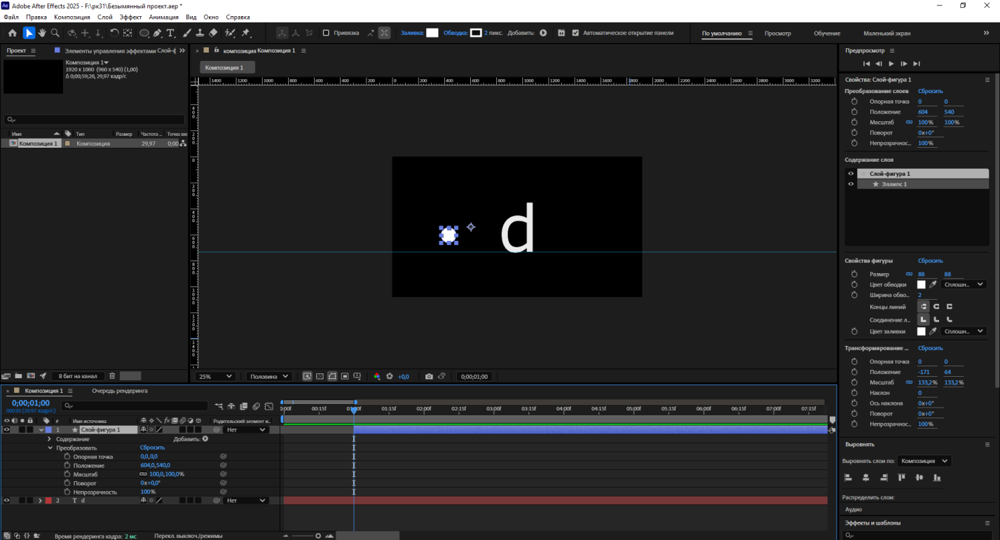 Adobe After Effects 2025 - F:\рк31\Безымянный проект.aep *
Файл Правка Композиция Слой Эффект Анимация Вид Окно Справка
Привязка Заливка: Обводка: 2 пикс. Добавить: Автоматическое открытие панели По умолчанию Просмотр Обучение Маленький экран
Проект Элементы управления эффектами Слой-ф
Композиция 1
1920 x 1080 (960 x 540) (1,00)
Δ 0;00;59;28, 29,97 кадр/с
Имя Тип Размер Частота .. Точка вх
Композиция 1 Композиция 29,97 0;00
8 бит на канал
композиция Композиция 1
Композиция 1
1400 1200 1000 800 600 400 200 0 200 400 600 800 1000 1200 1400 1600 1800 2000 2200 2400 2600 2800 3000 3200
d
25% Половина +0,0 0;00;01;00
Предпросмотр
Свойства: Слой-фигура 1
Преобразование слоев Сбросить
Опорная точка 0 0
Положение 604 540
Масштаб 100% 100%
Поворот 0x+0°
Непрозрачнос... 100%
Содержание слоя
Слой-фигура 1
Эллипс 1
Свойства фигуры Сбросить
Размер 88 88
Цвет обводки Сплошн...
Ширина обво... 2
Концы линий
Соединение л...
Цвет заливки Сплошн...
Трансформирование ... Сбросить
Опорная точка 0 0
Положение -171 64
Масштаб 133,2% 133,2%
Наклон 0
Ось наклона 0x+0°
Поворот 0x+0°
Непрозрачнос... 100%
Выровнять
Выровнять слои по: Композиция
Распределить слои:
Аудио
Эффекты и шаблоны
Композиция 1 Очередь рендеринга
0;00;01;00
00030 (29.97 кадр/с)
# Имя источника fx Родительский элемент и..
00:15f 01:00f 01:15f 02:00f 02:15f 03:00f 03:15f 04:00f 04:15f 05:00f 05:15f 06:00f 06:15f 07:00f 07:15f
1 Слой-фигура 1 Нет
Содержание Добавить:
Преобразовать Сбросить
Опорная точка 0,0,0,0
Положение 604,0,540,0
Масштаб 100,0,100,0%
Поворот 0x+0,0°
Непрозрачность 100%
2 T d Нет
Время рендеринга кадра: 2 мс Перекл. выключ./режимы